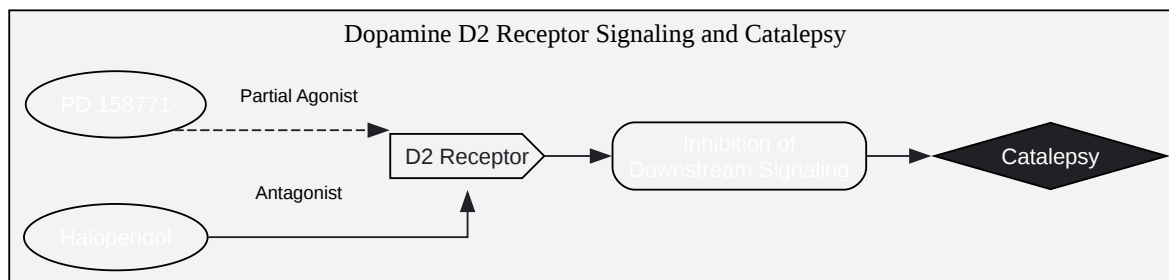 Dopamine D2 Receptor Signaling and Catalepsy
PD 158771
Partial Agonist
D2 Receptor
Inhibition of
Downstream Signaling
Catalepsy
Antagonist
Haloperidol